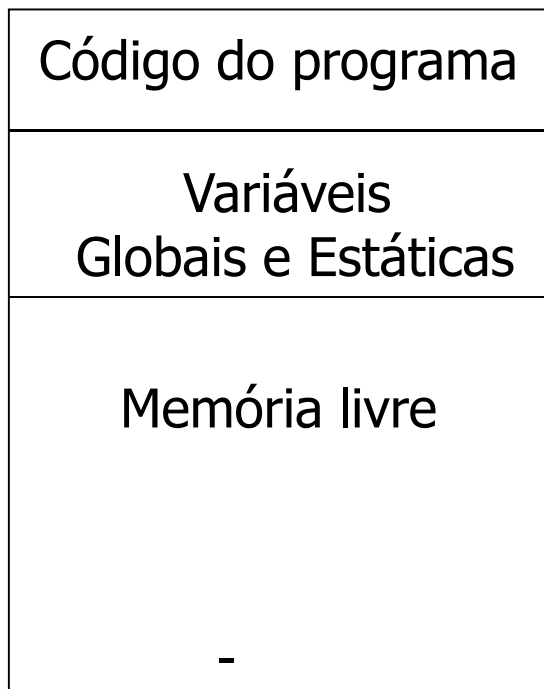 Código do programa
Variáveis
Globais e Estáticas
Memória livre
-